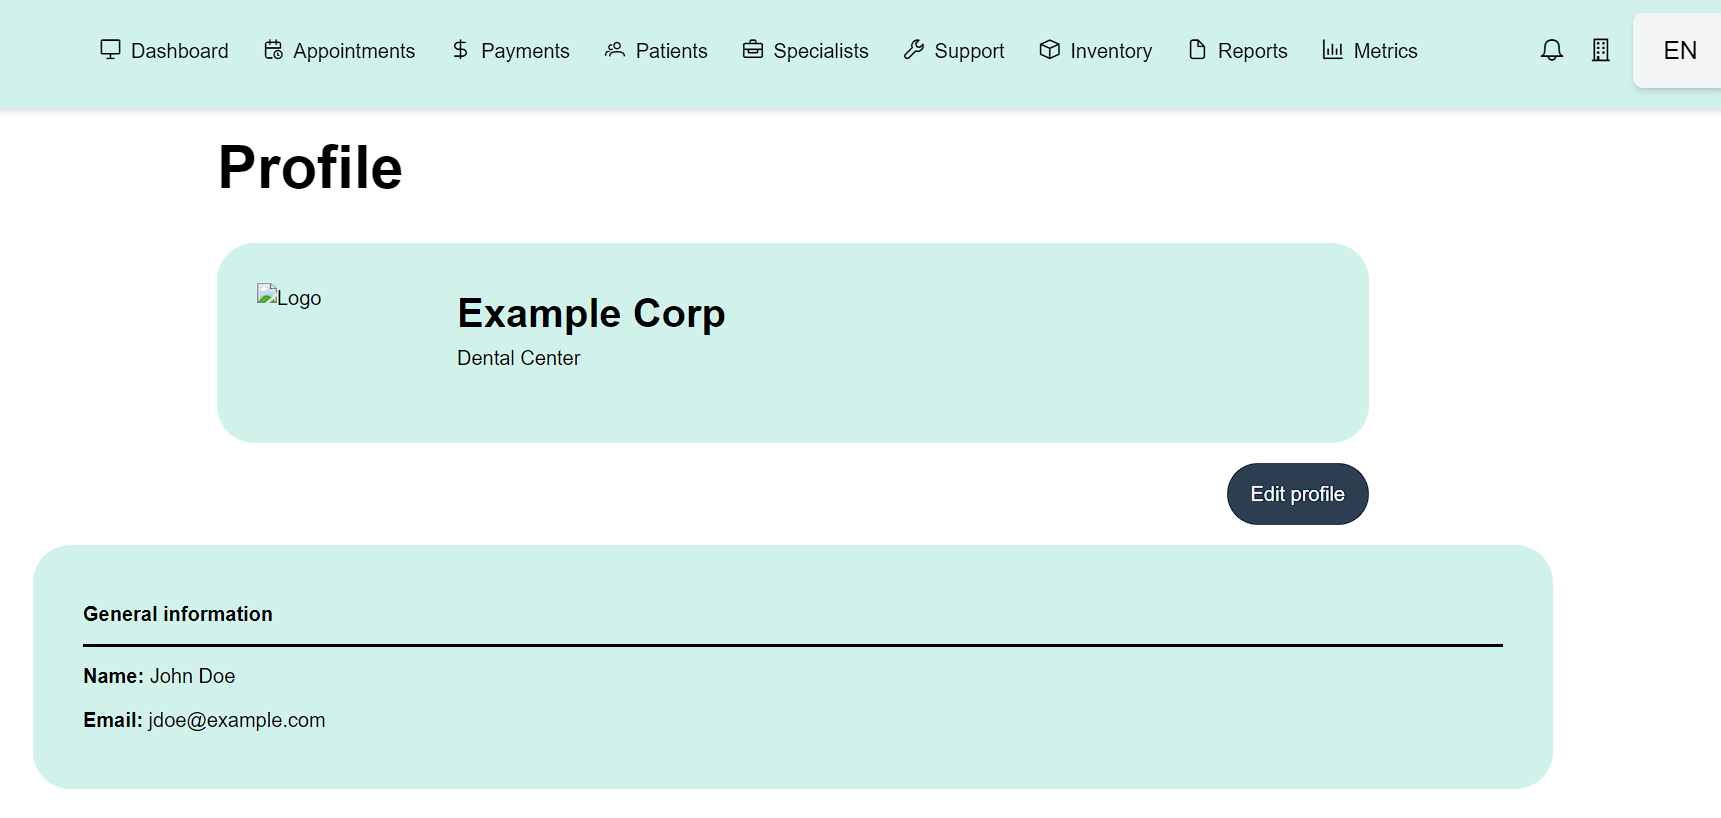 Dashboard Appointments Payments Patients Specialists Support Inventory Reports Metrics EN
Profile
Logo
Example Corp
Dental Center
Edit profile
General information
Name: John Doe
Email: jdoe@example.com